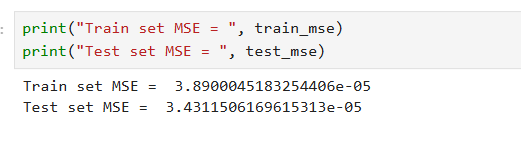 print("Train set MSE = ", train_mse)
print("Test set MSE = ", test_mse)
Train set MSE =  3.8900045183254406e-05
Test set MSE =  3.4311506169615313e-05